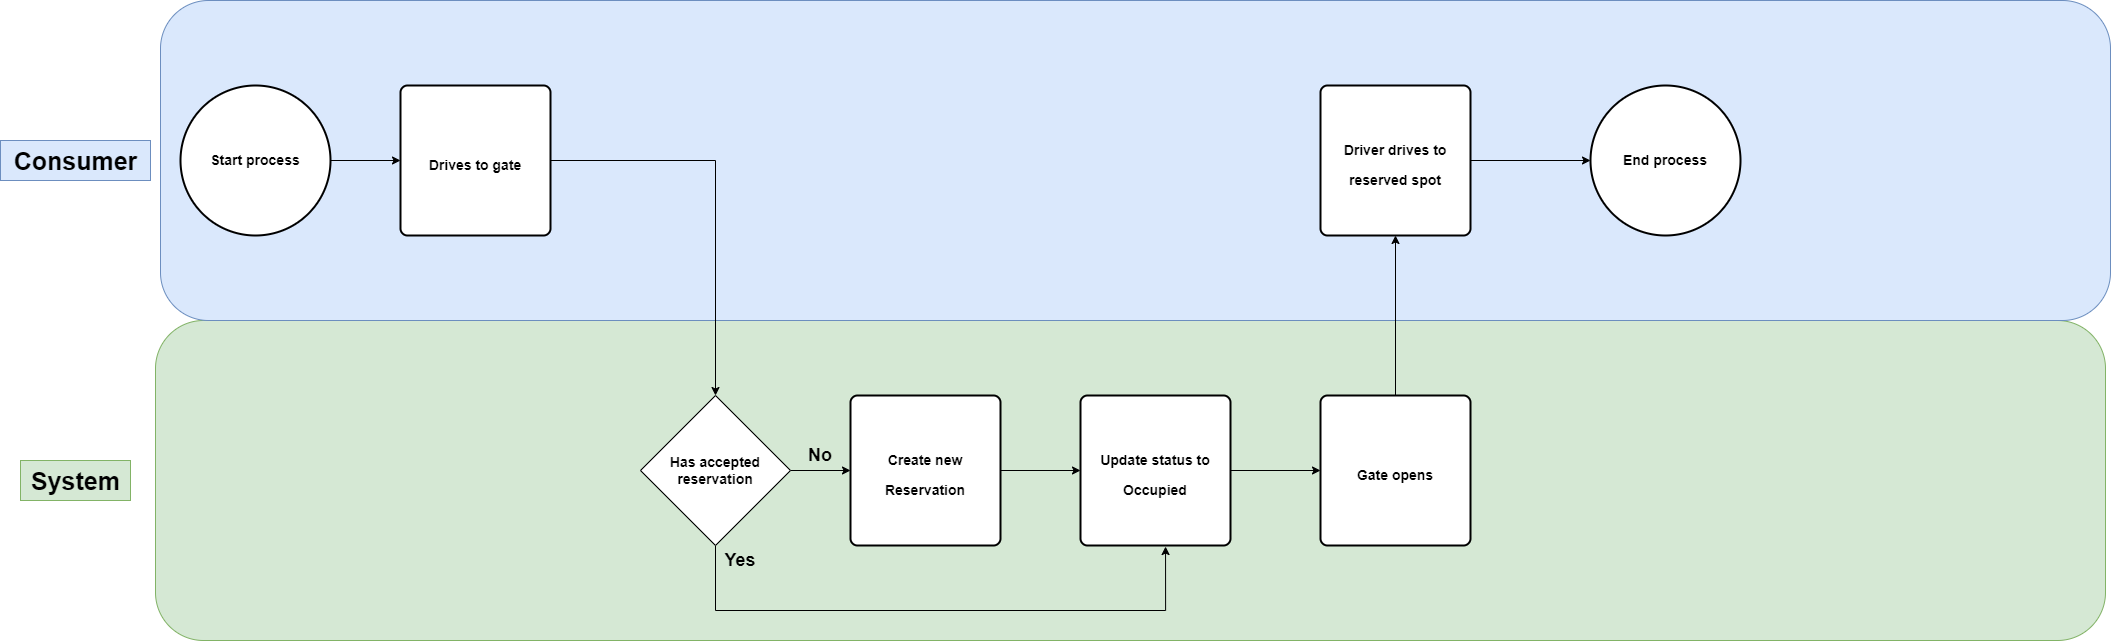 Consumer
Start process
Drives to gate
Driver drives to
reserved spot
End process
System
Has accepted
reservation
No
Yes
Create new
Reservation
Update status to
Occupied
Gate opens